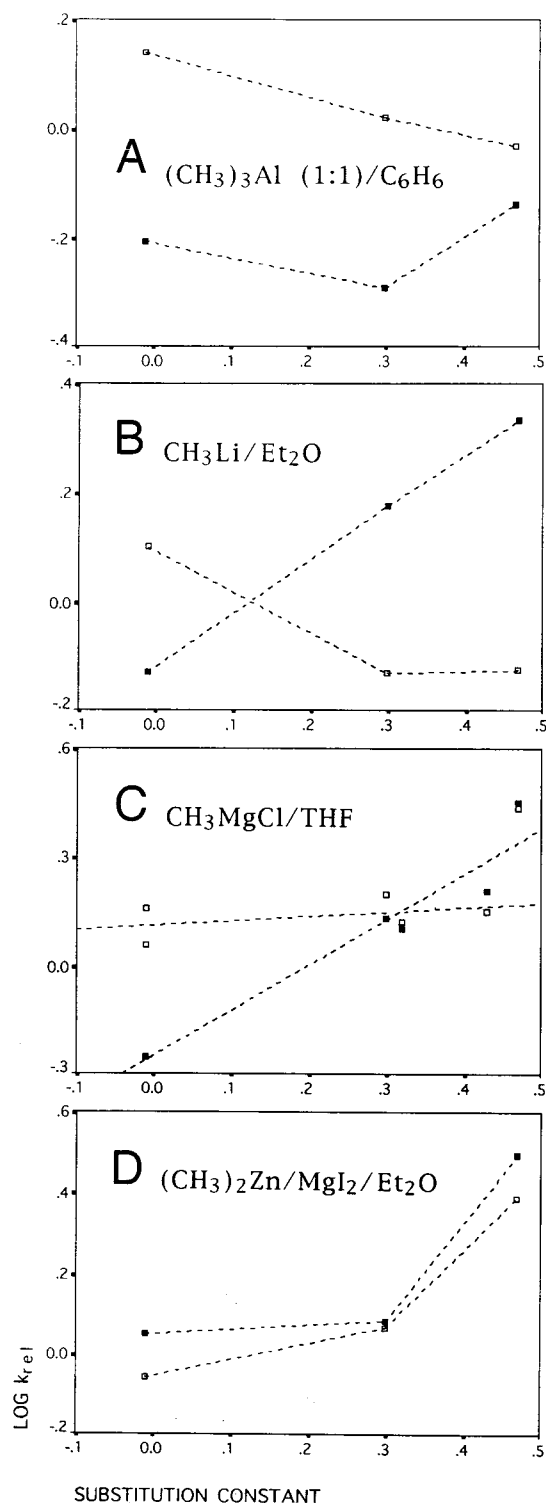 .2
0.0
-.2
-.4
A (CH₃)₃Al (1:1)/C₆H₆
-.1 0.0 .1 .2 .3 .4 .5
.4
.2
0.0
-.2
B CH₃Li/Et₂O
-.1 0.0 .1 .2 .3 .4 .5
.6
.3
0.0
-.3
C CH₃MgCl/THF
-.1 0.0 .1 .2 .3 .4 .5
.6
.4
.2
0.0
-.2
D (CH₃)₂Zn/MgI₂/Et₂O
-.1 0.0 .1 .2 .3 .4 .5
LOG krel
SUBSTITUTION CONSTANT